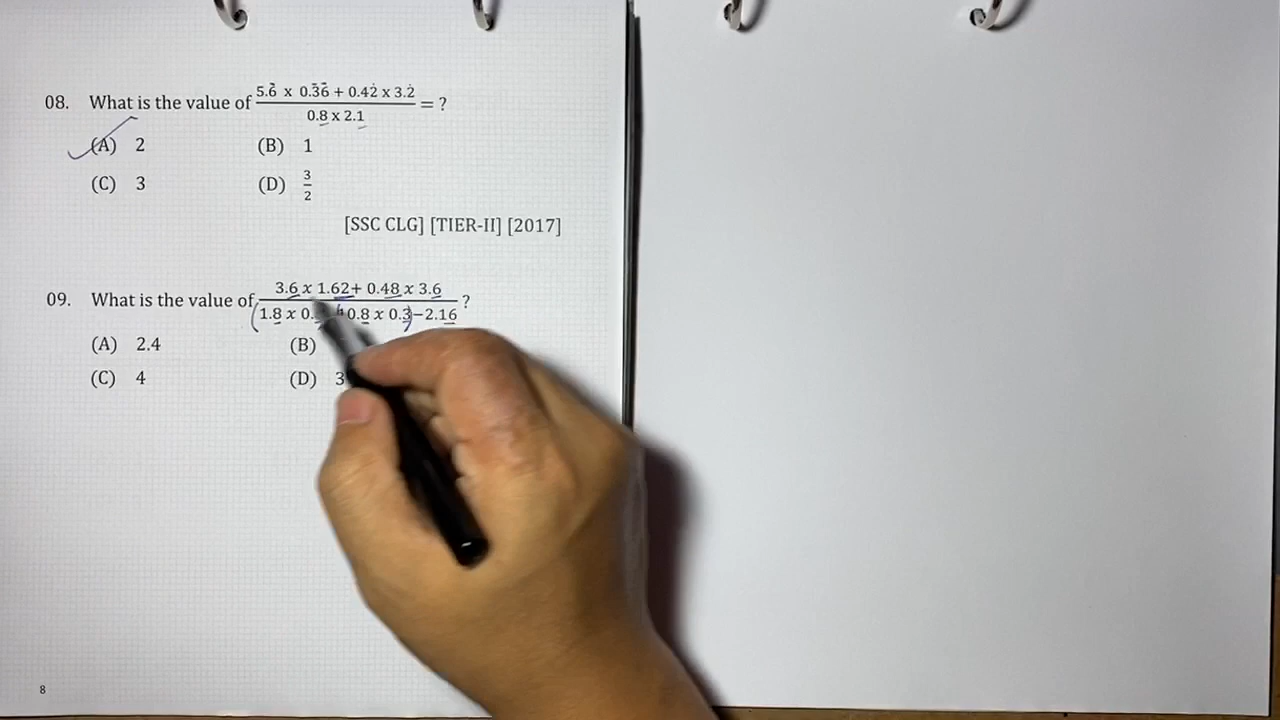 08. What is the value of (5.6̄ x 0.3̄6̄ + 0.42̇ x 3.2̇)/(0.8 x 2.1) = ?
(A) 2 (B) 1
(C) 3 (D) 3/2
[SSC CLG] [TIER-II] [2017]
09. What is the value of (3.6 x 1.62+ 0.48 x 3.6)/((1.8 x 0. 0.8 x 0.3)−2.16) ?
(A) 2.4 (B)
(C) 4 (D) 3
8